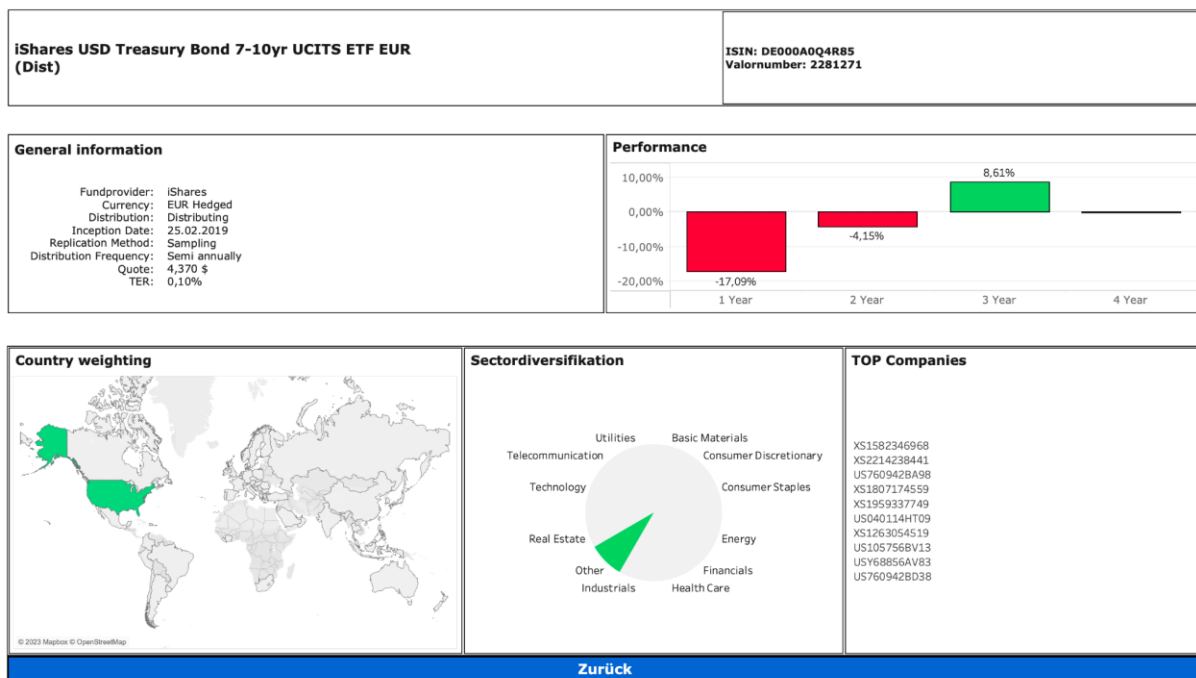 iShares USD Treasury Bond 7-10yr UCITS ETF EUR
(Dist)
ISIN: DE000A0Q4R85
Valornumber: 2281271
General information
Fundprovider: iShares
Currency: EUR Hedged
Distribution: Distributing
Inception Date: 25.02.2019
Replication Method: Sampling
Distribution Frequency: Semi annually
Quote: 4,370 $
TER: 0,10%
Performance
10,00%
0,00%
-10,00%
-20,00%
-17,09%
-4,15%
8,61%
1 Year
2 Year
3 Year
4 Year
Country weighting
© 2023 Mapbox © OpenStreetMap
Sectordiversifikation
Utilities
Basic Materials
Telecommunication
Consumer Discretionary
Technology
Consumer Staples
Real Estate
Energy
Other
Financials
Industrials
Health Care
TOP Companies
XS1582346968
XS2214238441
US760942BA98
XS1807174559
XS1959337749
US040114HT09
XS1263054519
US105756BV13
USY68856AV83
US760942BD38
Zurück